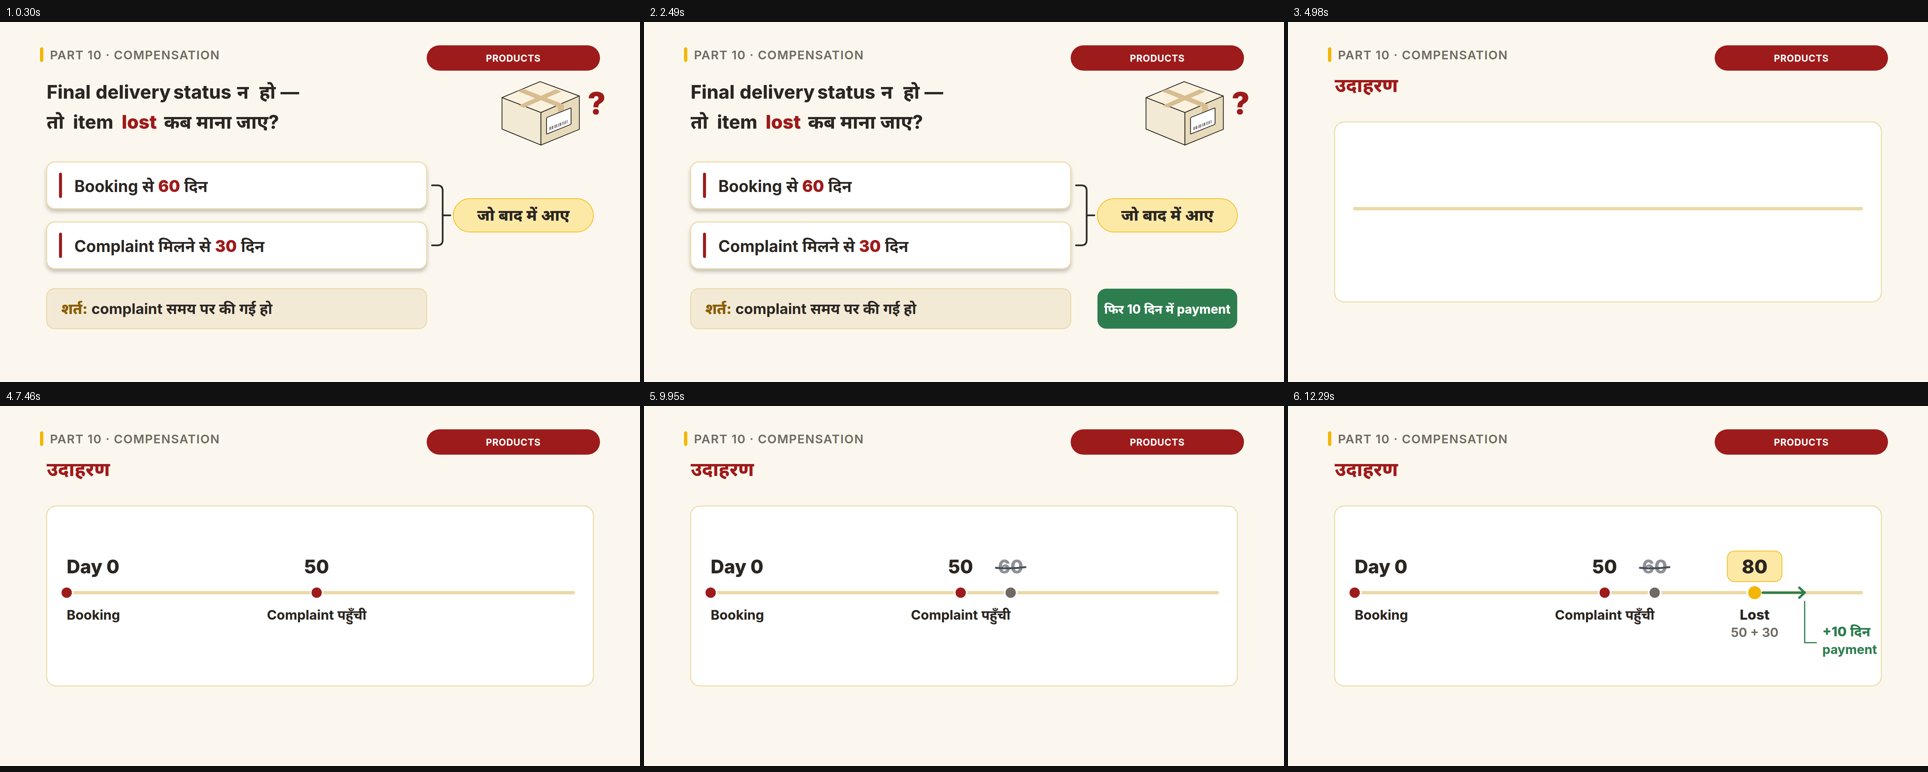 1. 0.30s
PART 10 · COMPENSATION
PRODUCTS
Final delivery status न हो —
तो item lost कब माना जाए?
?
Booking से 60 दिन
Complaint मिलने से 30 दिन
जो बाद में आए
शर्त: complaint समय पर की गई हो
2. 2.49s
PART 10 · COMPENSATION
PRODUCTS
Final delivery status न हो —
तो item lost कब माना जाए?
?
Booking से 60 दिन
Complaint मिलने से 30 दिन
जो बाद में आए
शर्त: complaint समय पर की गई हो
फिर 10 दिन में payment
3. 4.98s
PART 10 · COMPENSATION
PRODUCTS
उदाहरण
4. 7.46s
PART 10 · COMPENSATION
PRODUCTS
उदाहरण
Day 0
50
Booking
Complaint पहुँची
5. 9.95s
PART 10 · COMPENSATION
PRODUCTS
उदाहरण
Day 0
50
60
Booking
Complaint पहुँची
6. 12.29s
PART 10 · COMPENSATION
PRODUCTS
उदाहरण
Day 0
50
60
80
Booking
Complaint पहुँची
Lost
50 + 30
+10 दिन
payment